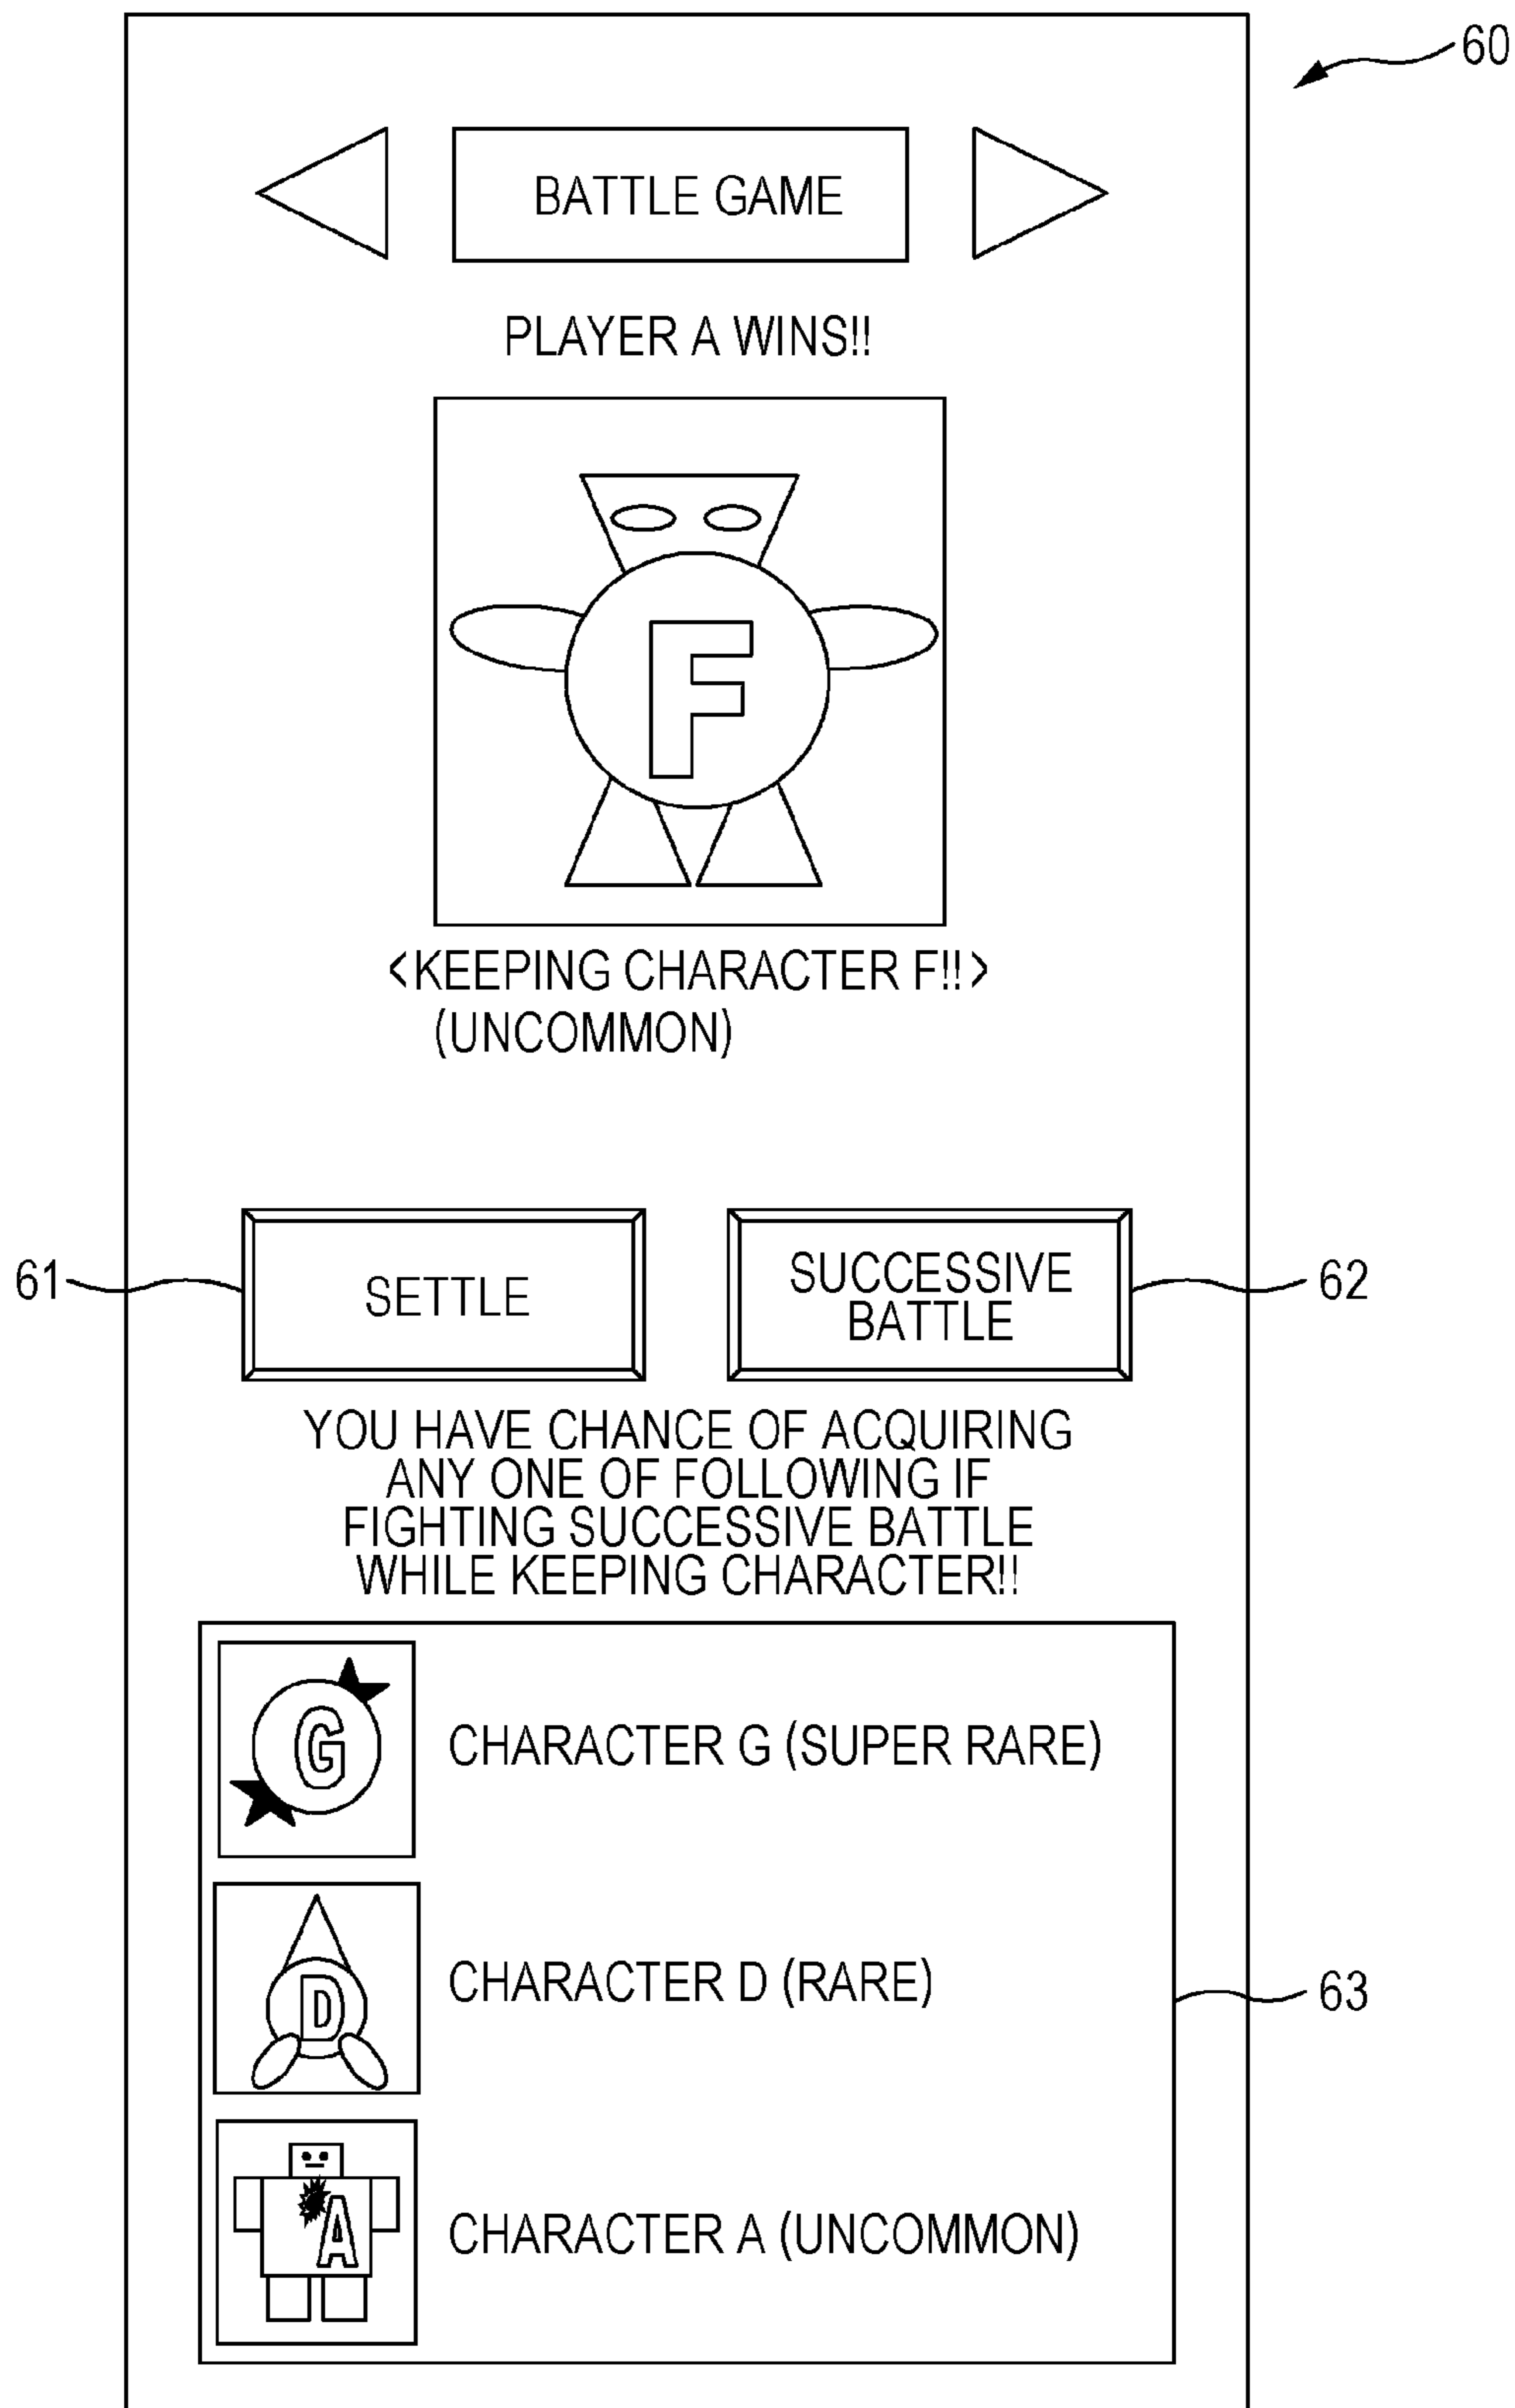 60
BATTLE GAME
PLAYER A WINS!!
F
<KEEPING CHARACTER F!!>
(UNCOMMON)
61
SETTLE
SUCCESSIVE
BATTLE
62
YOU HAVE CHANCE OF ACQUIRING
ANY ONE OF FOLLOWING IF
FIGHTING SUCCESSIVE BATTLE
WHILE KEEPING CHARACTER!!
G
CHARACTER G (SUPER RARE)
D
CHARACTER D (RARE)
63
A
CHARACTER A (UNCOMMON)